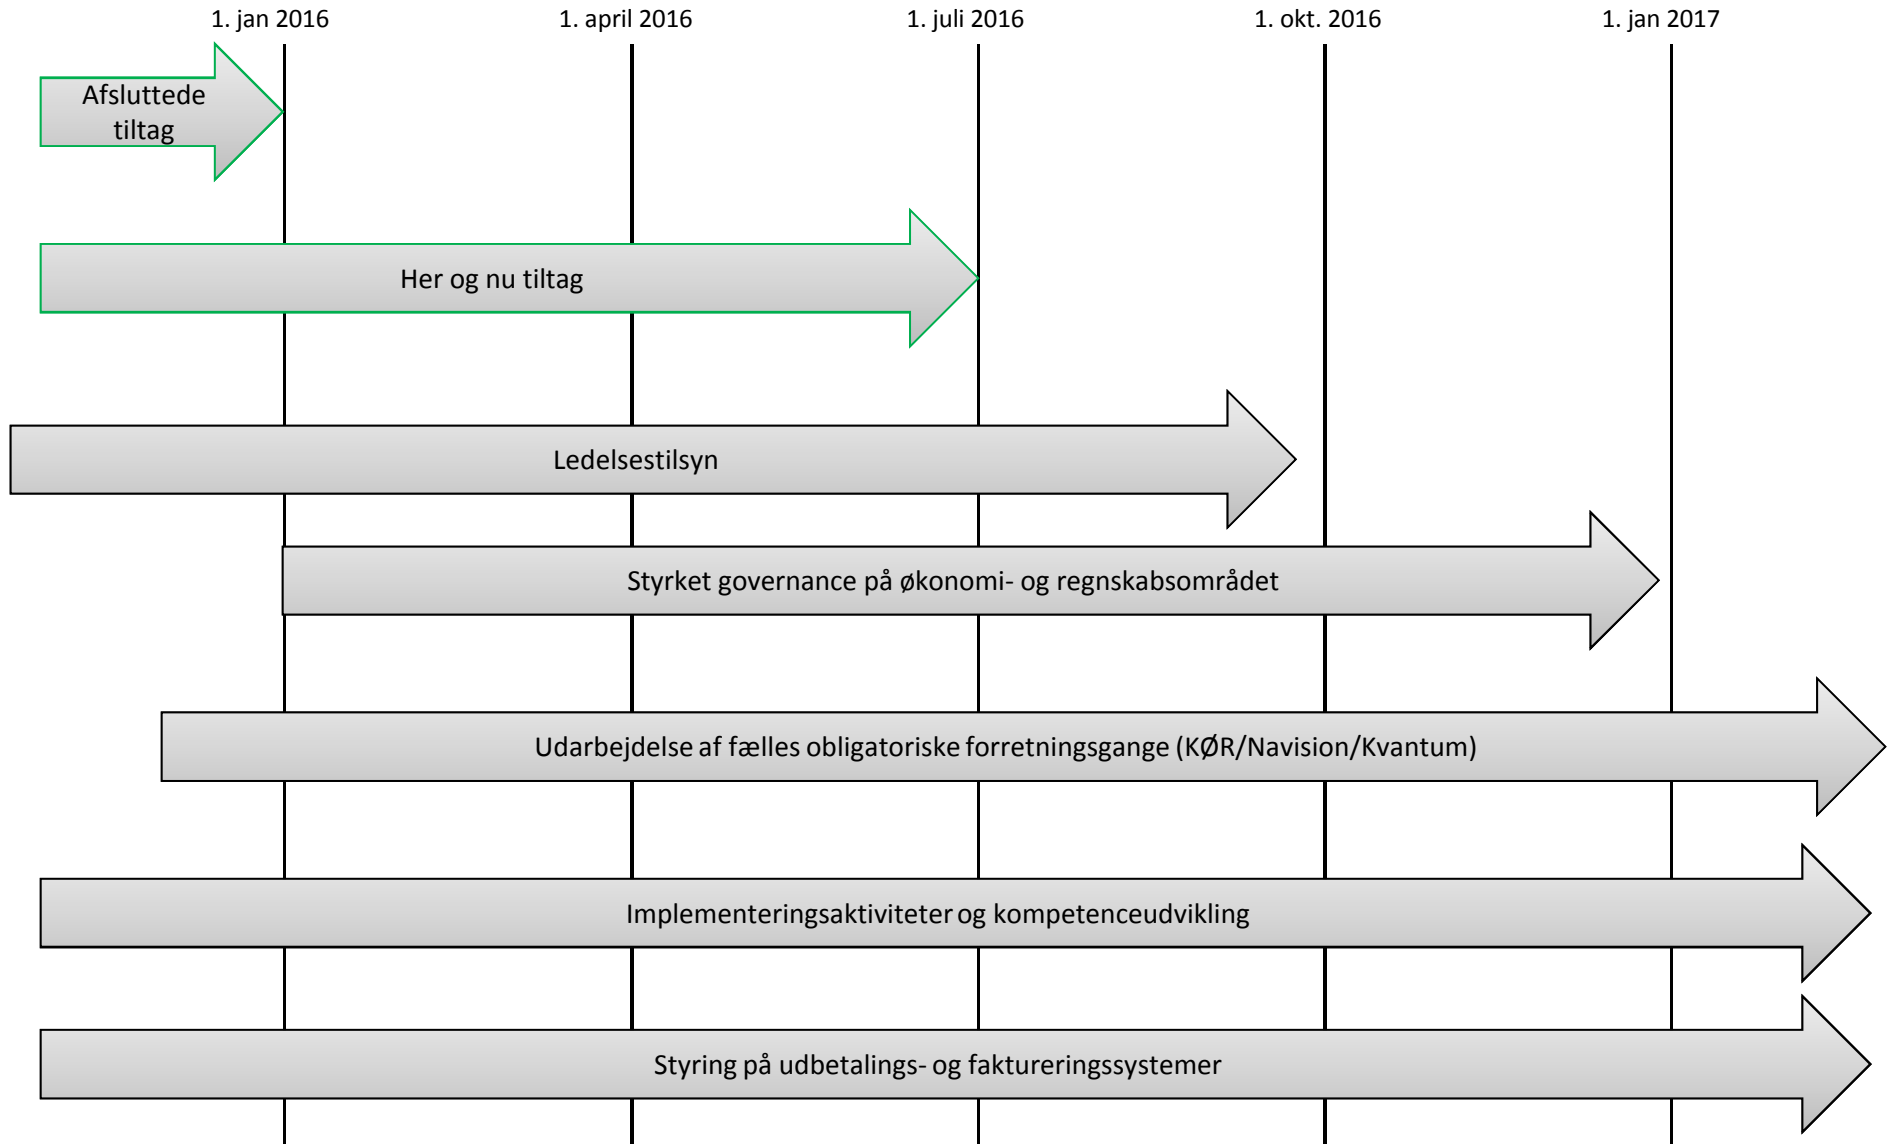 1. jan 2016
1. april 2016
1. juli 2016
1. okt. 2016
1. jan 2017
Afsluttede
tiltag
Her og nu tiltag
Ledelsestilsyn
Styrket governance på økonomi- og regnskabsområdet
Udarbejdelse af fælles obligatoriske forretningsgange (KØR/Navision/Kvantum)
Implementeringsaktiviteter og kompetenceudvikling
Styring på udbetalings- og faktureringssystemer